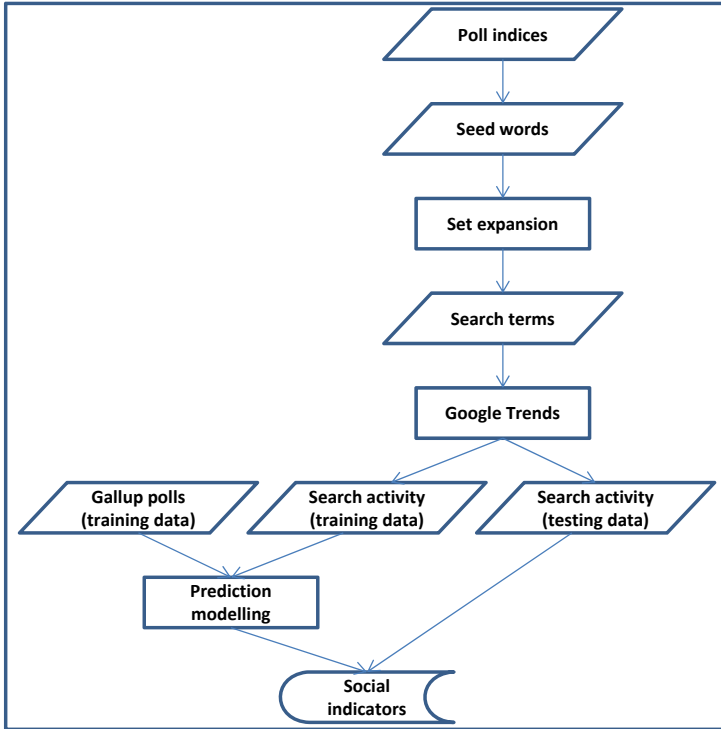 Poll indices
Seed words
Set expansion
Search terms
Google Trends
Gallup polls
(training data)
Search activity
(training data)
Search activity
(testing data)
Prediction
modelling
Social
indicators